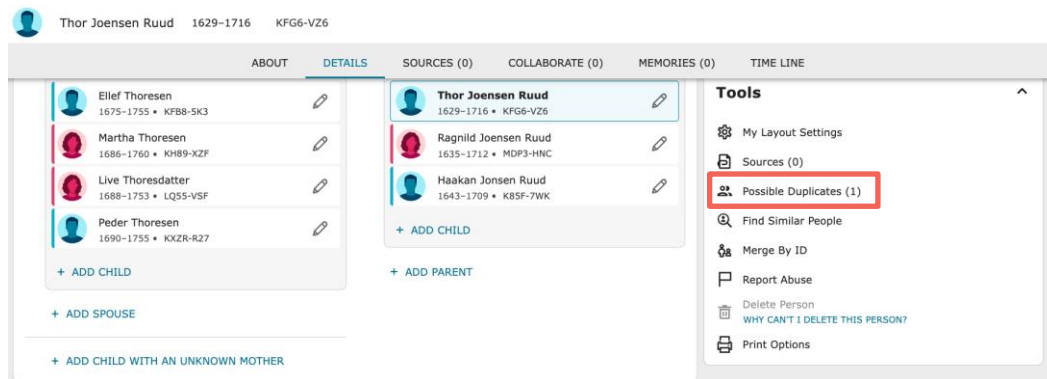 Thor Joensen Ruud 1629–1716 KFG6-VZ6
ABOUT DETAILS SOURCES (0) COLLABORATE (0) MEMORIES (0) TIME LINE
Ellef Thoresen
1675–1755 • KFB8-5K3
Martha Thoresen
1686–1760 • KH89-XZF
Live Thoresdatter
1688–1753 • LQ55-VSF
Peder Thoresen
1690–1755 • KXZR-R27
+ ADD CHILD
+ ADD SPOUSE
+ ADD CHILD WITH AN UNKNOWN MOTHER
Thor Joensen Ruud
1629–1716 • KFG6-VZ6
Ragnild Joensen Ruud
1635–1712 • MDP3-HNC
Haakan Jonsen Ruud
1643–1709 • K85F-7WK
+ ADD CHILD
+ ADD PARENT
Tools
My Layout Settings
Sources (0)
Possible Duplicates (1)
Find Similar People
Merge By ID
Report Abuse
Delete Person
WHY CAN'T I DELETE THIS PERSON?
Print Options